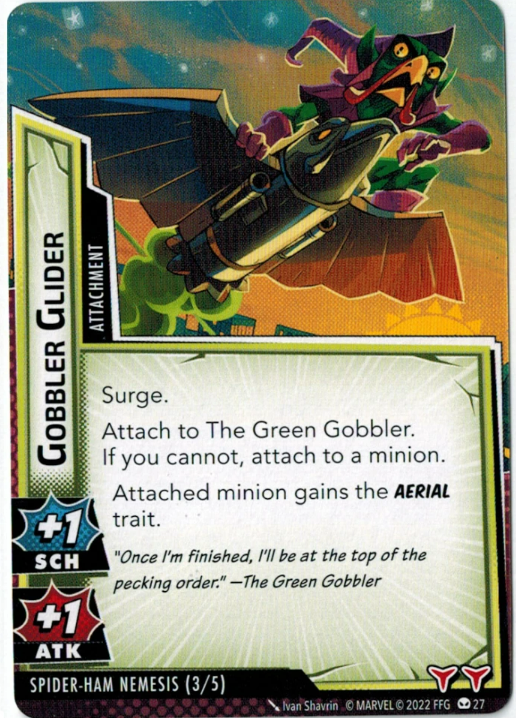 GOBBLER GLIDER
ATTACHMENT
Surge.
Attach to The Green Gobbler.
If you cannot, attach to a minion.
Attached minion gains the AERIAL
trait.
"Once I'm finished, I'll be at the top of the
pecking order." —The Green Gobbler
+1
SCH
+1
ATK
SPIDER-HAM NEMESIS (3/5)
Ivan Shavrin © MARVEL © 2022 FFG 27